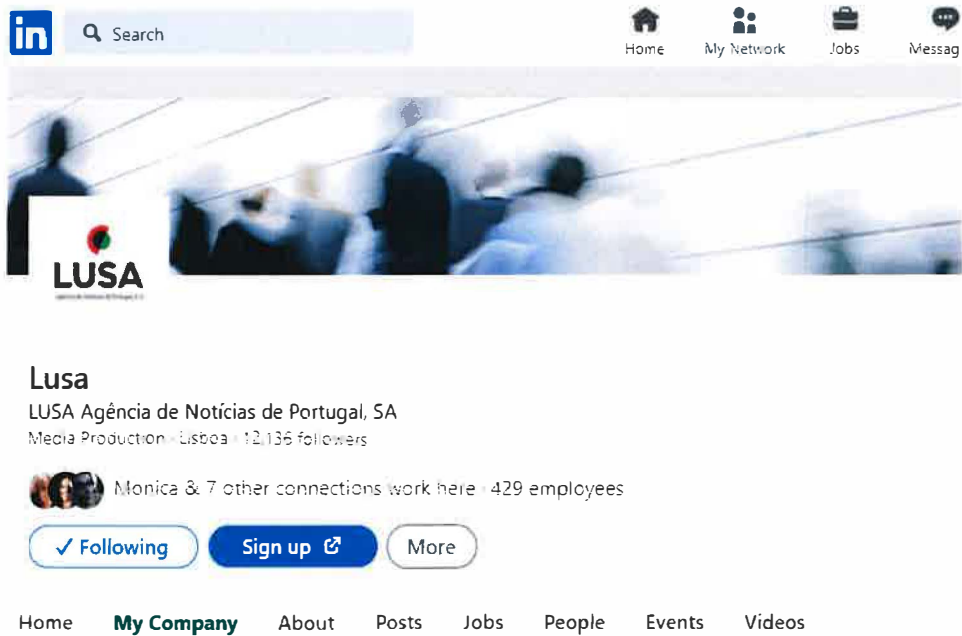 in Search
Home My Network Jobs Messag
LUSA
Lusa
LUSA Agência de Notícias de Portugal, SA
Media Production · Lisboa · 12,136 followers
Monica & 7 other connections work here · 429 employees
✓ Following Sign up More
Home My Company About Posts Jobs People Events Videos